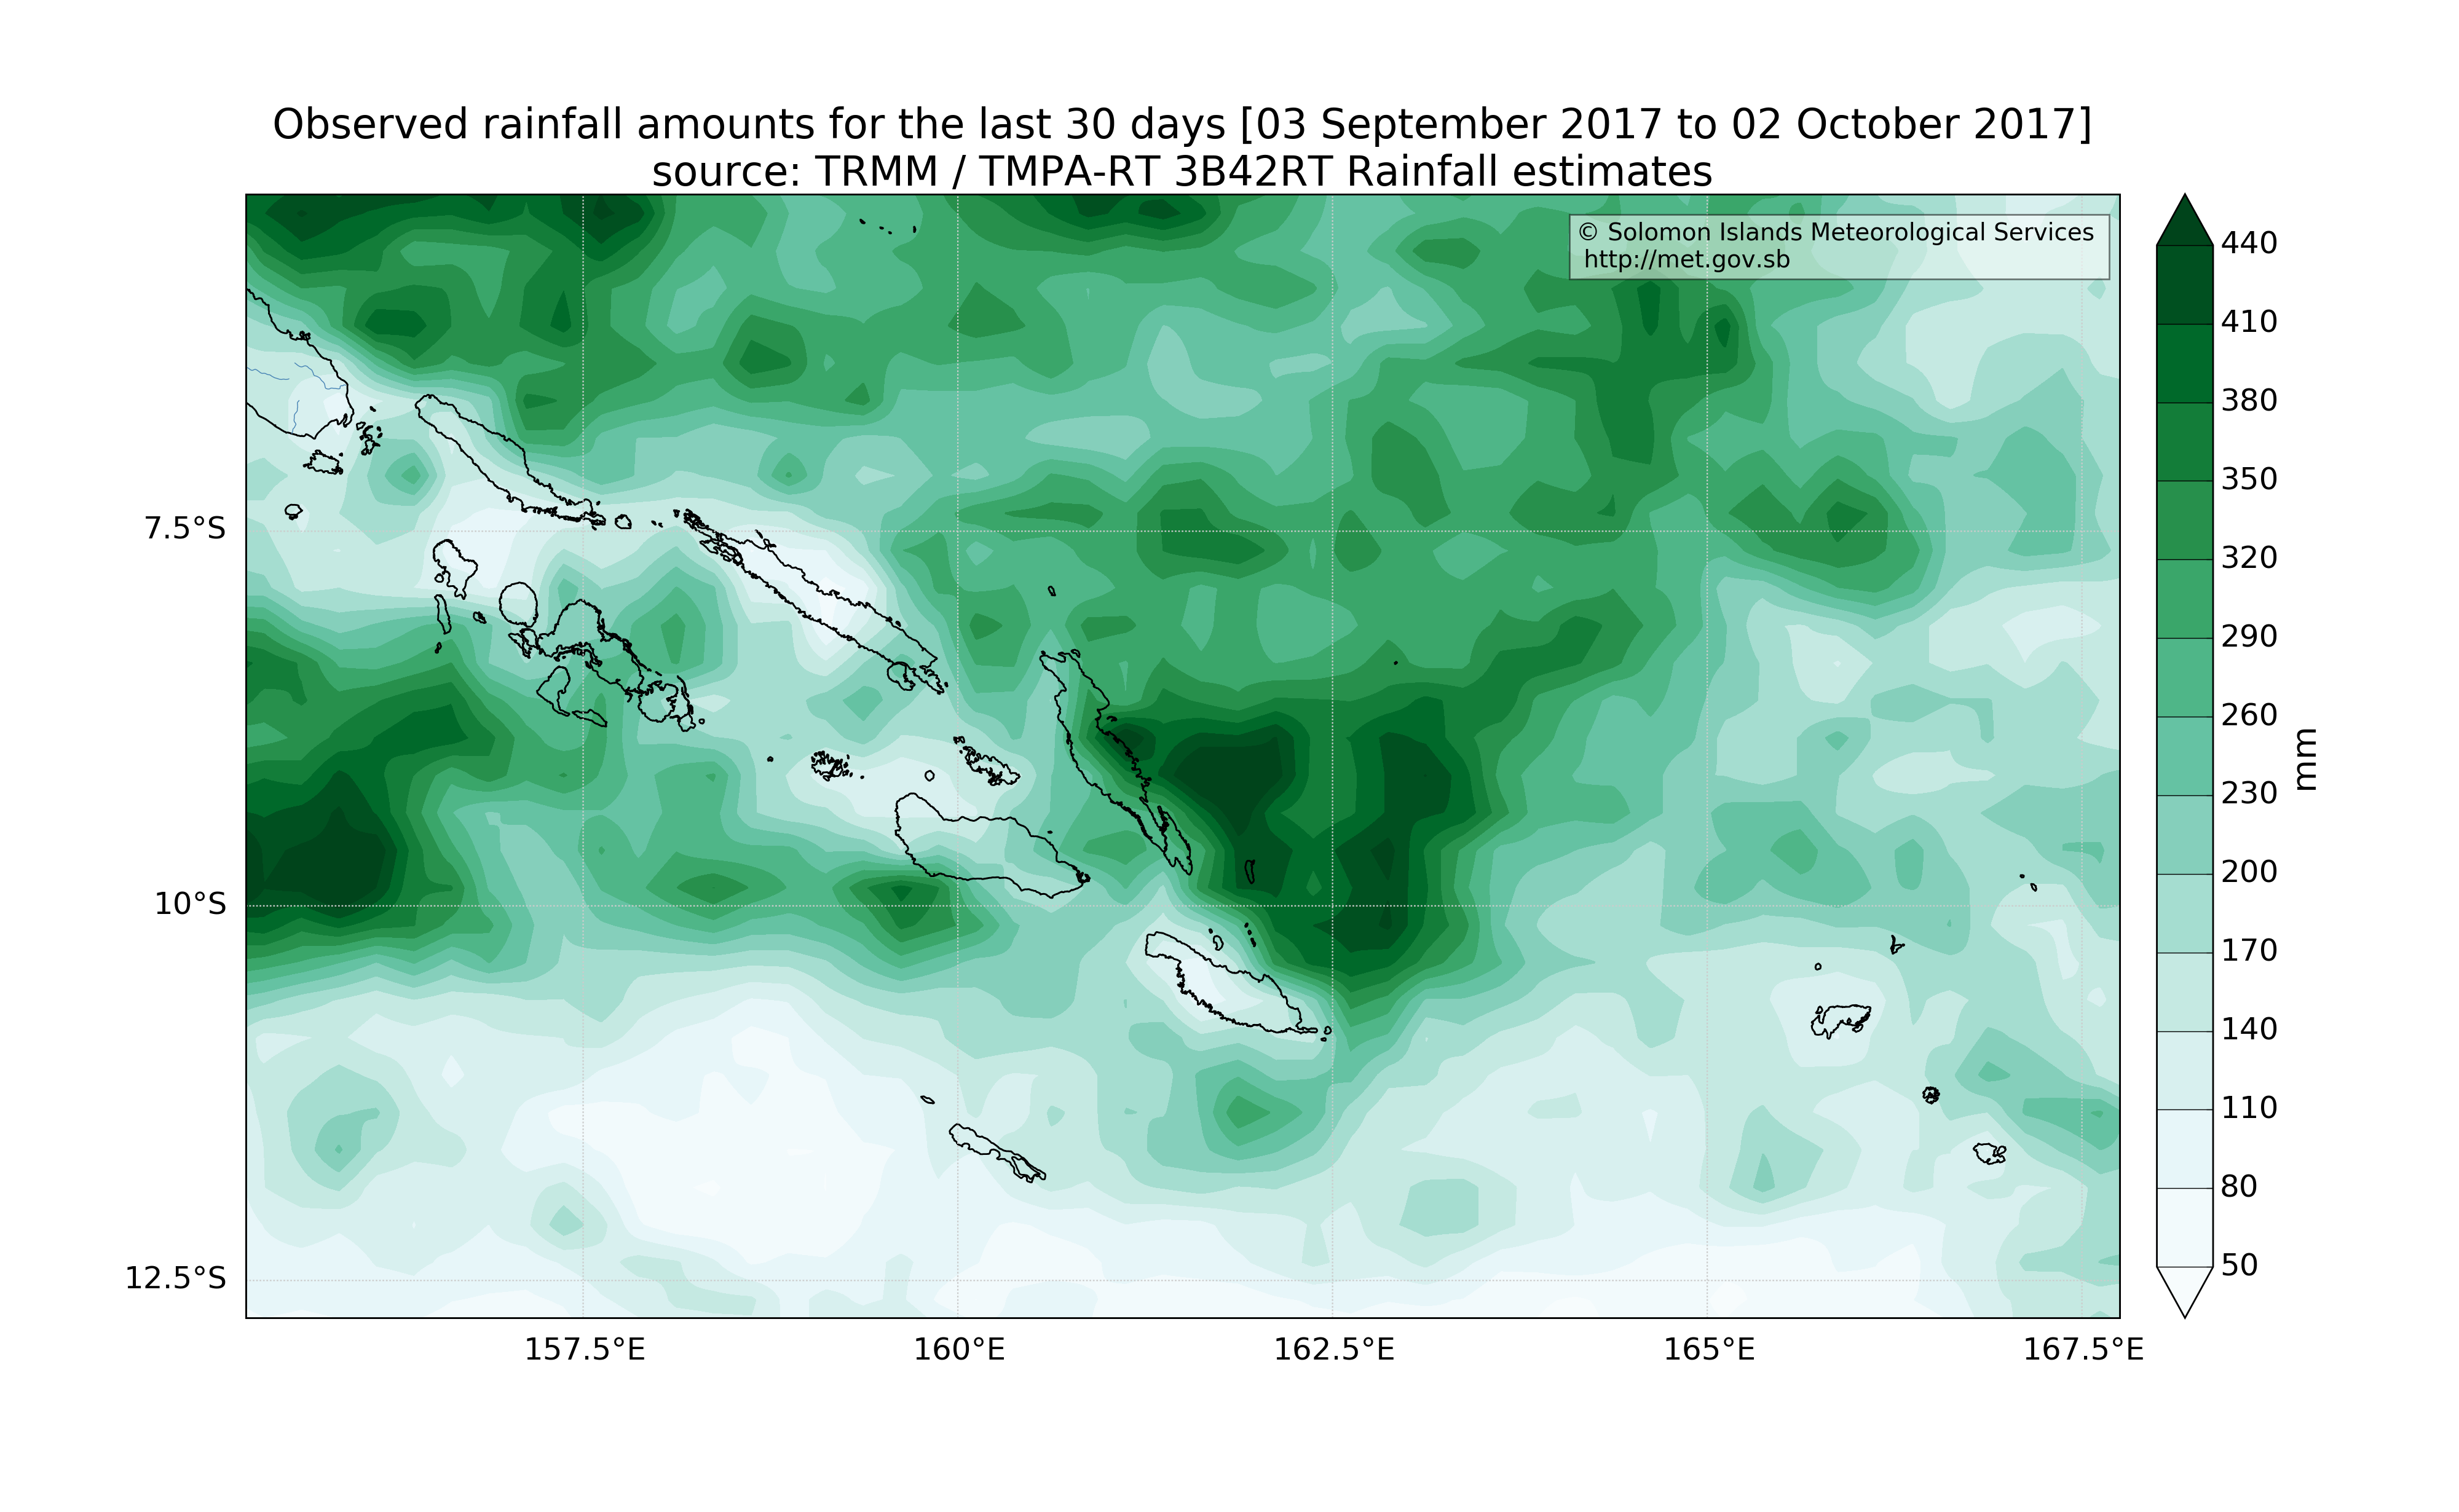 Observed rainfall amounts for the last 30 days [03 September 2017 to 02 October 2017]
source: TRMM / TMPA-RT 3B42RT Rainfall estimates
© Solomon Islands Meteorological Services
http://met.gov.sb
7.5°S
10°S
12.5°S
157.5°E
160°E
162.5°E
165°E
167.5°E
440
410
380
350
320
290
260
230
200
170
140
110
80
50
mm